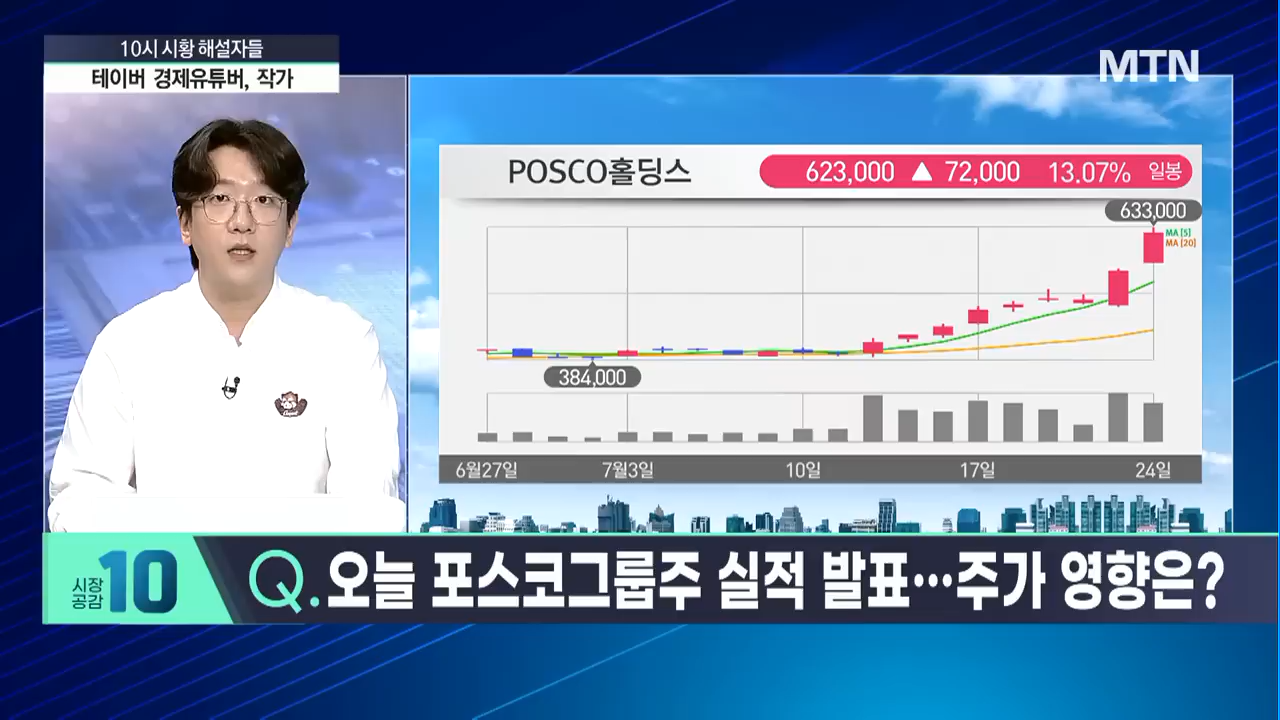 10시 시황 해설자들
테이버 경제유튜버, 작가
MTN
POSCO홀딩스
623,000 ▲ 72,000 13.07% 일봉
633,000
MA [5]
MA [20]
384,000
6월27일 7월3일 10일 17일 24일
시장
공감
10
Q. 오늘 포스코그룹주 실적 발표…주가 영향은?